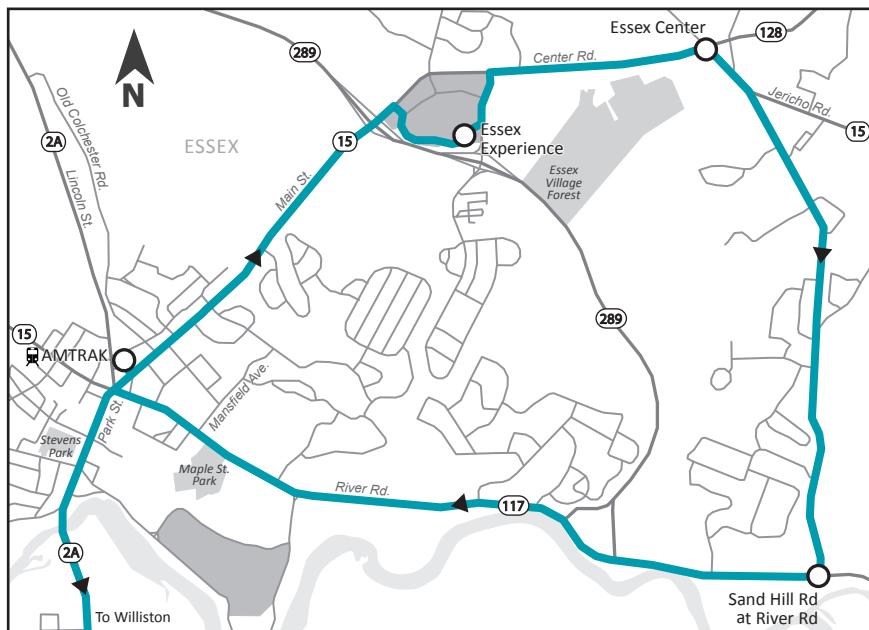 Essex Center
128
289
Center Rd.
N
Old Colchester Rd.
2A
Jericho Rd.
15
ESSEX
15
Essex
Experience
Lincoln St.
Main St.
Essex
Village
Forest
289
15
AMTRAK
Mansfield Ave.
Park St.
Stevens
Park
Maple St.
Park
River Rd.
117
2A
To Williston
Sand Hill Rd
at River Rd